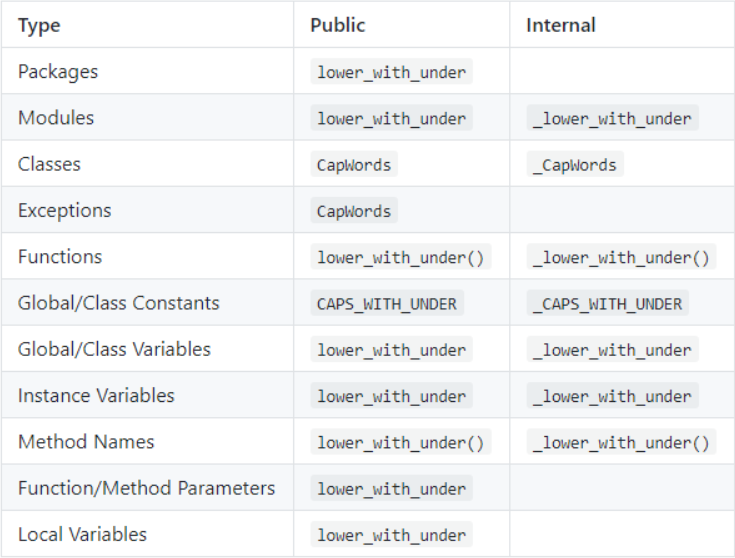 Type Public Internal
Packages lower_with_under
Modules lower_with_under _lower_with_under
Classes CapWords _CapWords
Exceptions CapWords
Functions lower_with_under() _lower_with_under()
Global/Class Constants CAPS_WITH_UNDER _CAPS_WITH_UNDER
Global/Class Variables lower_with_under _lower_with_under
Instance Variables lower_with_under _lower_with_under
Method Names lower_with_under() _lower_with_under()
Function/Method Parameters lower_with_under
Local Variables lower_with_under